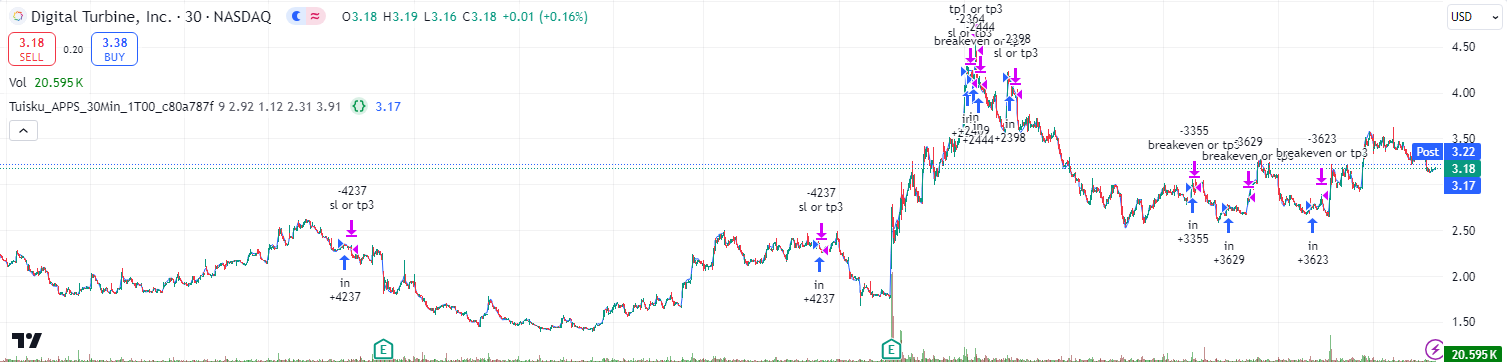 Digital Turbine, Inc. · 30 · NASDAQ O3.18 H3.19 L3.16 C3.18 +0.01 (+0.16%)
USD
3.18 SELL
0.20
3.38 BUY
Vol 20.595 K
Tuisku_APPS_30Min_1T00_c80a787f 9 2.92 1.12 2.31 3.91 {} 3.17
tp1 or tp3
-2364
-2444
sl or tp3
-2398
sl or tp3
in
+2444
in
+2398
-4237
sl or tp3
in
+4237
-4237
sl or tp3
in
+4237
-3355
breakeven or tp3
in
+3355
-3629
breakeven or tp3
in
+3629
-3623
breakeven or tp3
in
+3623
4.50
4.00
3.50
Post 3.22
3.18
3.17
2.50
2.00
1.50
20.595 K
E
E